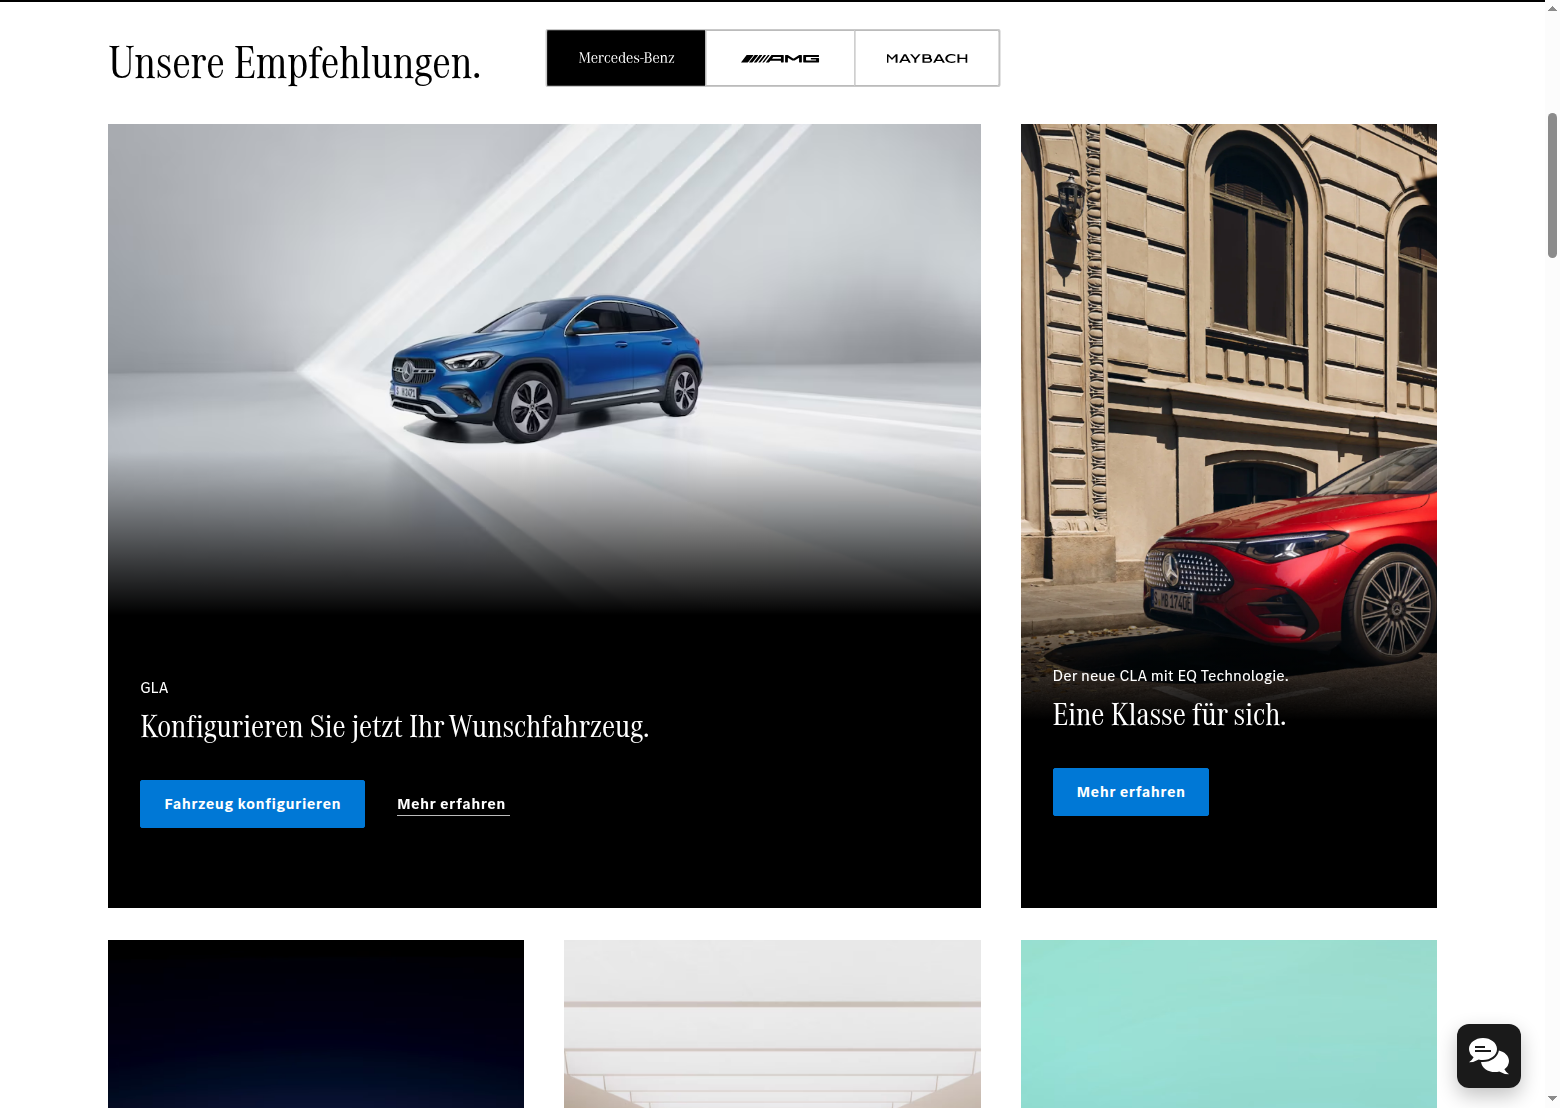 Unsere Empfehlungen.
Mercedes-Benz
AMG
MAYBACH
GLA
Konfigurieren Sie jetzt Ihr Wunschfahrzeug.
Fahrzeug konfigurieren
Mehr erfahren
Der neue CLA mit EQ Technologie.
Eine Klasse für sich.
Mehr erfahren